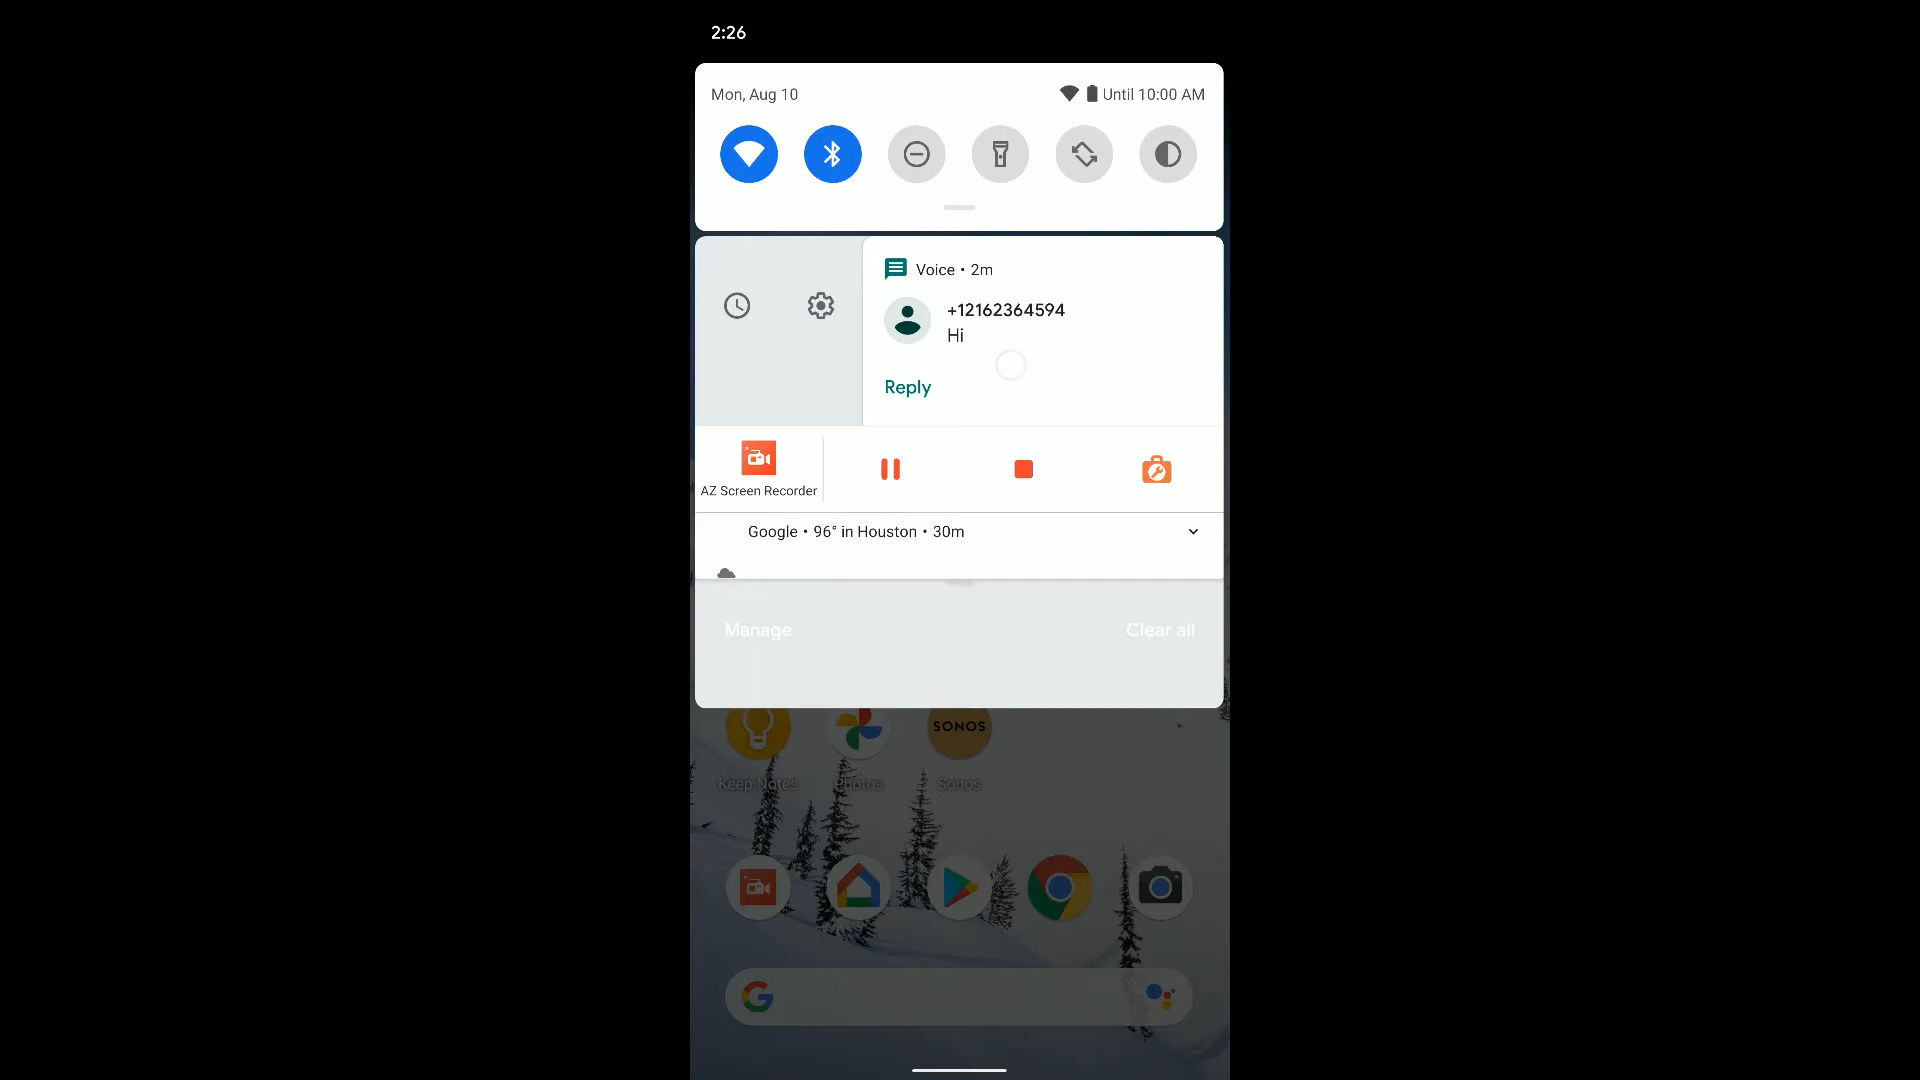 2:26
Mon, Aug 10
Until 10:00 AM
Voice • 2m
+12162364594
Hi
Reply
AZ Screen Recorder
Google • 96° in Houston • 30m
Manage
Clear all
SONOS
Keep Notes
Photos
Sonos